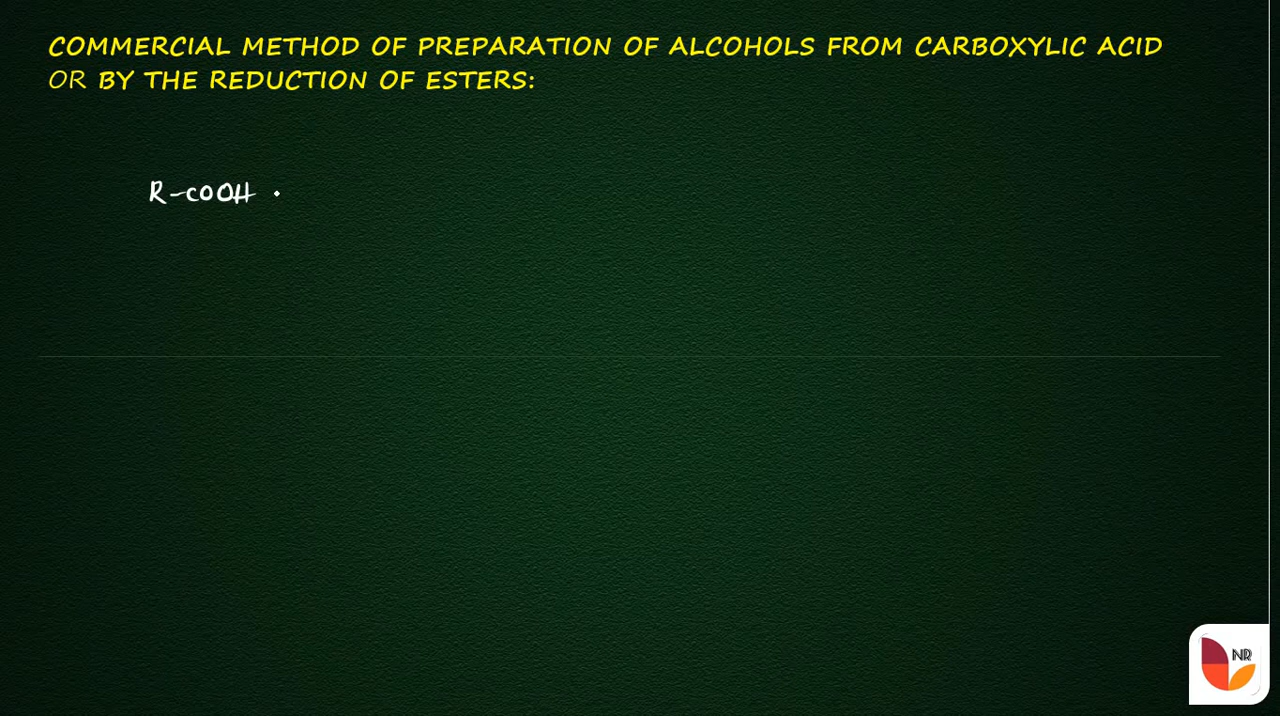 COMMERCIAL METHOD OF PREPARATION OF ALCOHOLS FROM CARBOXYLIC ACID
OR BY THE REDUCTION OF ESTERS:
R-COOH
NR